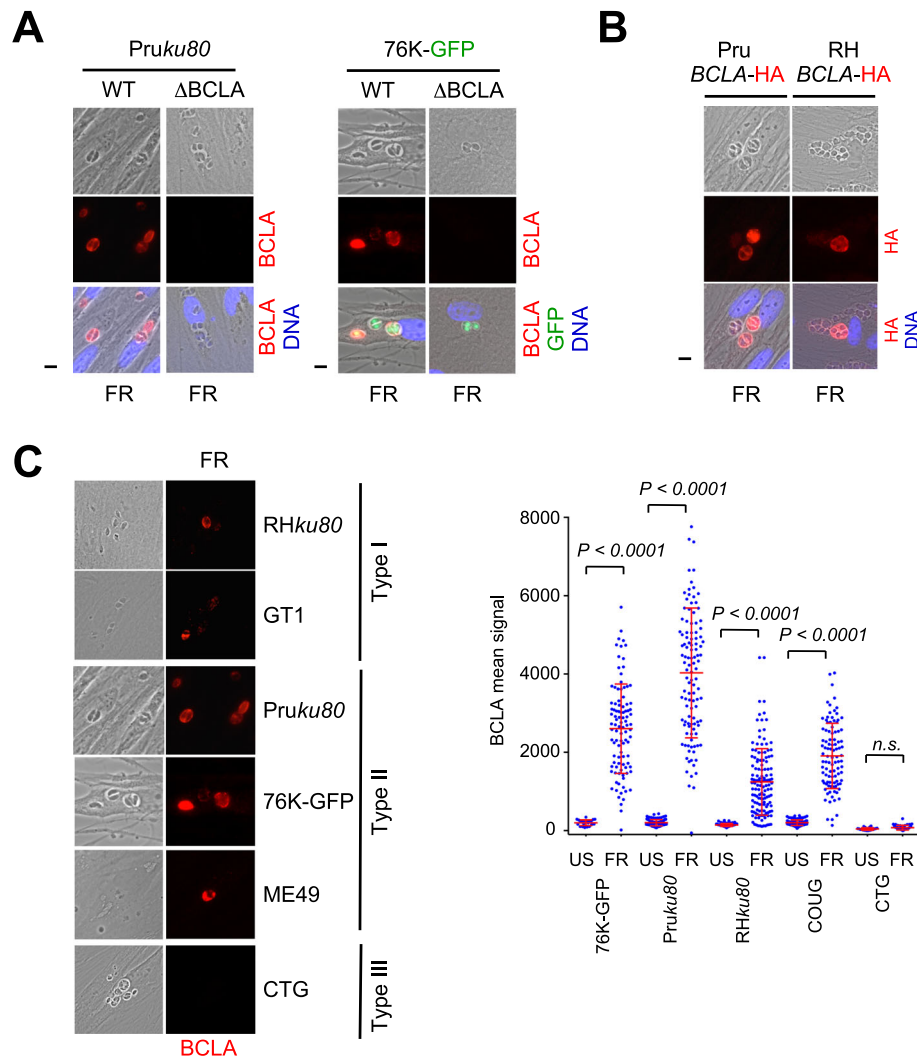 A
Pruku80
WT
ΔBCLA
BCLA
BCLA
DNA
FR
FR
76K-GFP
WT
ΔBCLA
BCLA
BCLA
GFP
DNA
FR
FR
B
Pru
BCLA-HA
RH
BCLA-HA
HA
HA
DNA
FR
FR
C
FR
RHku80
GT1
Type I
Pruku80
76K-GFP
ME49
Type II
CTG
Type III
BCLA
BCLA mean signal
8000
6000
4000
2000
0
P < 0.0001
P < 0.0001
P < 0.0001
P < 0.0001
n.s.
US FR US FR US FR US FR US FR
76K-GFP
Pruku80
RHku80
COUG
CTG